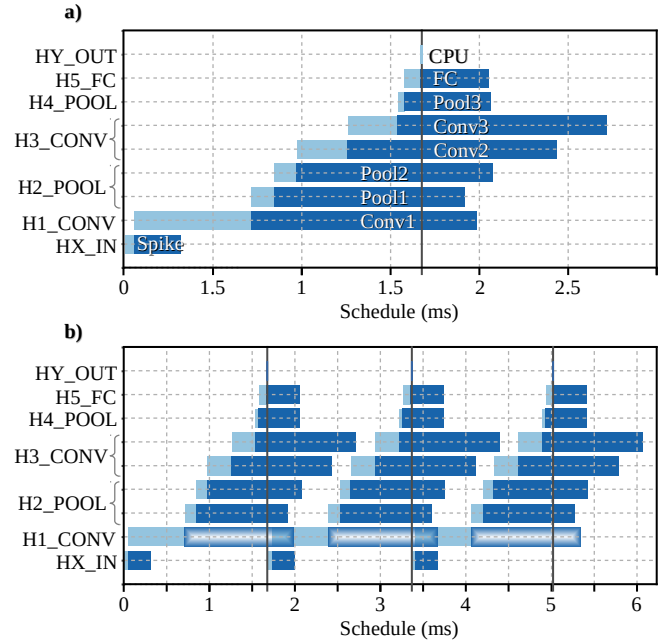 a)
HY_OUT
CPU
H5_FC
FC
H4_POOL
Pool3
H3_CONV
Conv3
Conv2
H2_POOL
Pool2
Pool1
H1_CONV
Conv1
HX_IN
Spike
0 1.5 1 1.5 2 2.5
Schedule (ms)
b)
HY_OUT
H5_FC
H4_POOL
H3_CONV
H2_POOL
H1_CONV
HX_IN
0 1 2 3 4 5 6
Schedule (ms)